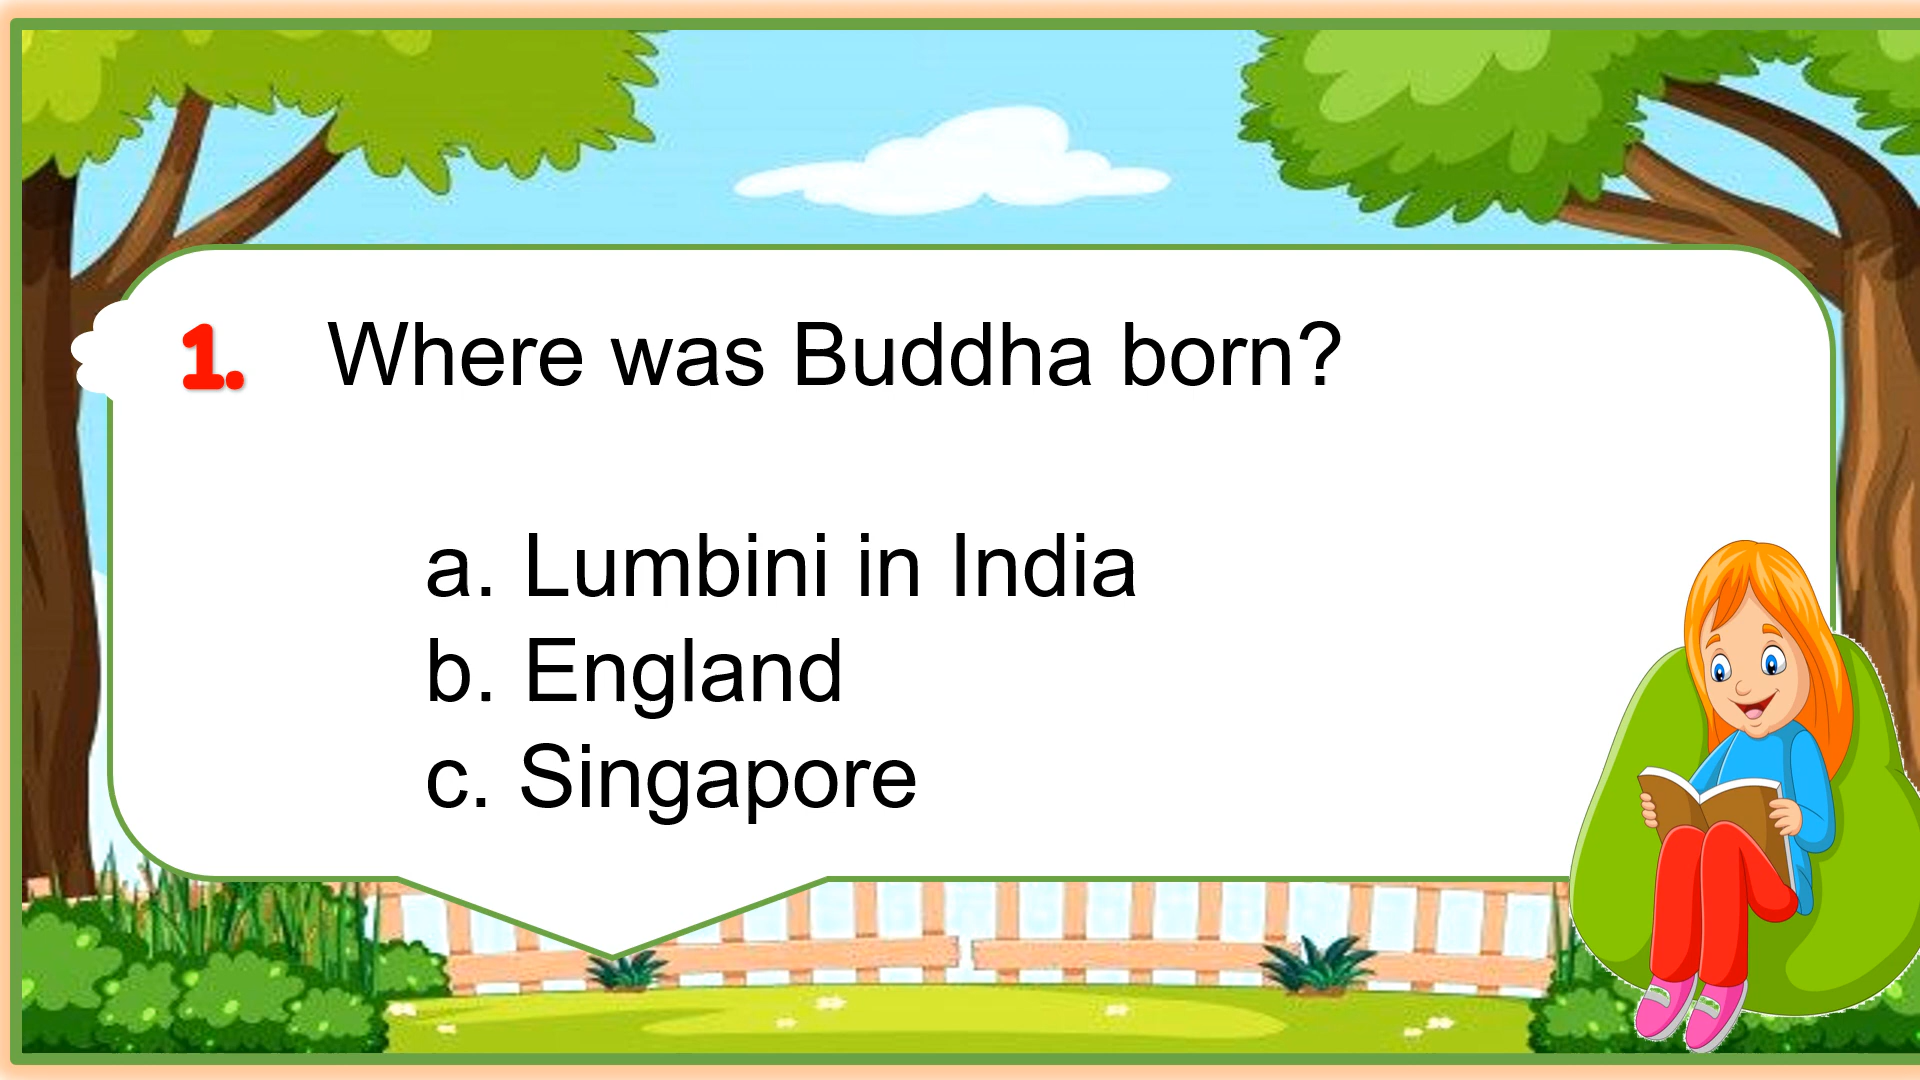 1. Where was Buddha born?
a. Lumbini in India
b. England
c. Singapore